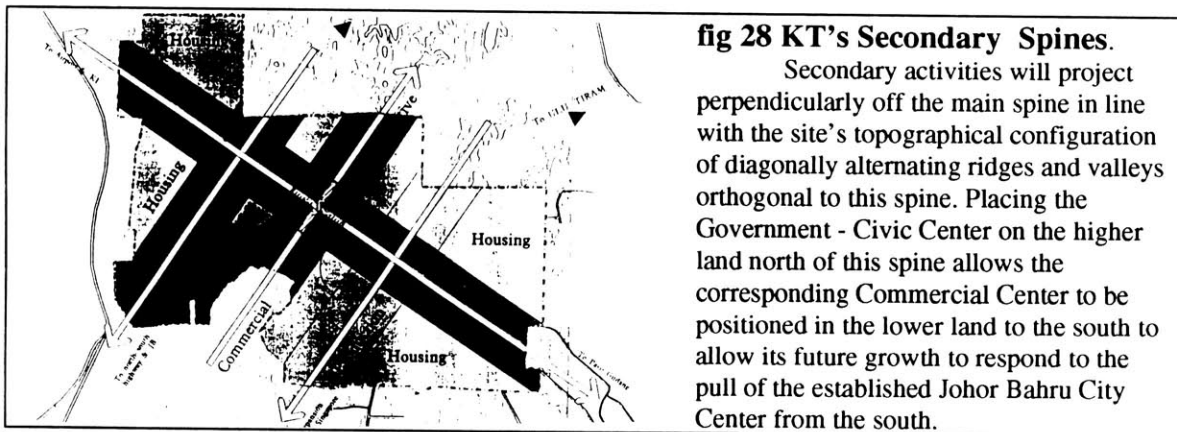 Housing
To ULU TIRAM
Housing
Housing
Commercial
Housing
fig 28 KT's Secondary Spines.
Secondary activities will project
perpendicularly off the main spine in line
with the site's topographical configuration
of diagonally alternating ridges and valleys
orthogonal to this spine. Placing the
Government - Civic Center on the higher
land north of this spine allows the
corresponding Commercial Center to be
positioned in the lower land to the south to
allow its future growth to respond to the
pull of the established Johor Bahru City
Center from the south.